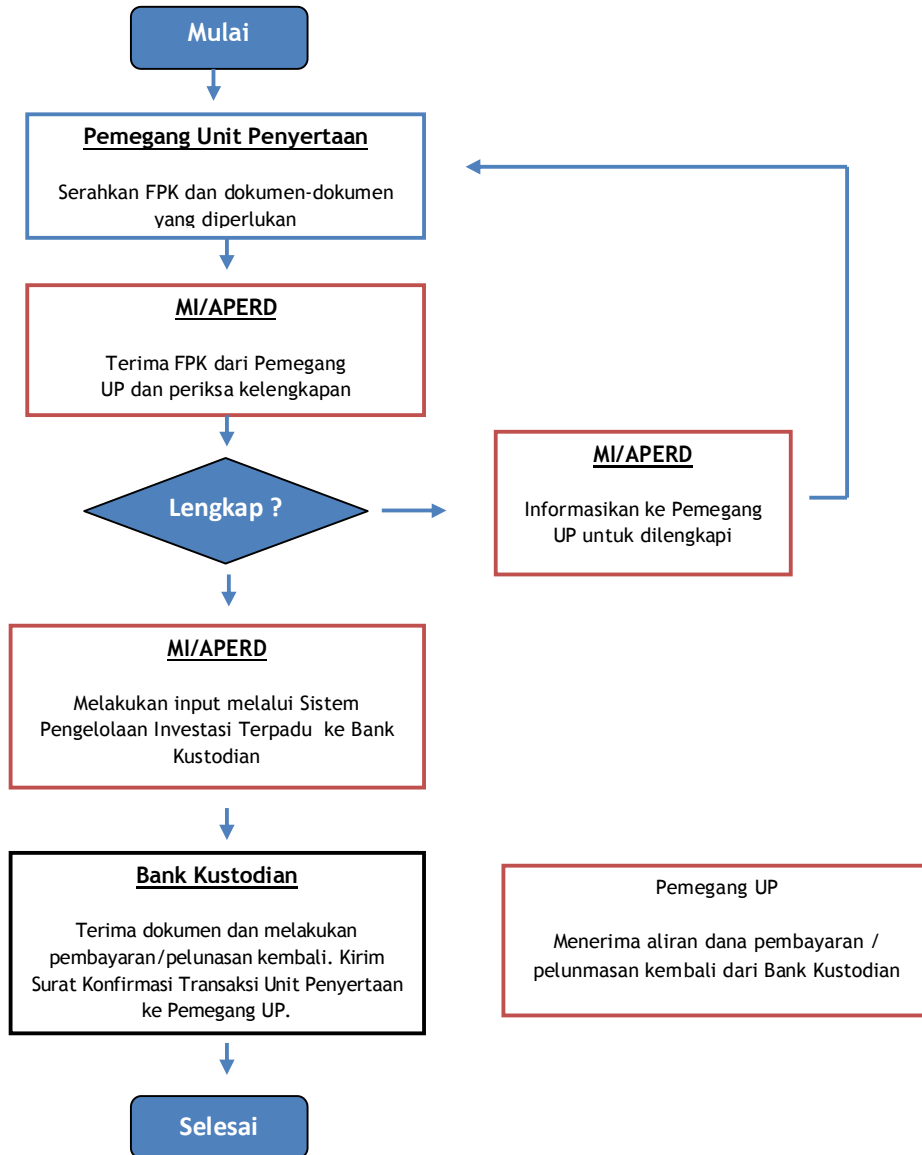 Mulai
Pemegang Unit Penyertaan
Serahkan FPK dan dokumen-dokumen
yang diperlukan
MI/APERD
Terima FPK dari Pemegang
UP dan periksa kelengkapan
Lengkap ?
MI/APERD
Informasikan ke Pemegang
UP untuk dilengkapi
MI/APERD
Melakukan input melalui Sistem
Pengelolaan Investasi Terpadu ke Bank
Kustodian
Bank Kustodian
Terima dokumen dan melakukan
pembayaran/pelunasan kembali. Kirim
Surat Konfirmasi Transaksi Unit Penyertaan
ke Pemegang UP.
Pemegang UP
Menerima aliran dana pembayaran /
pelunmasan kembali dari Bank Kustodian
Selesai